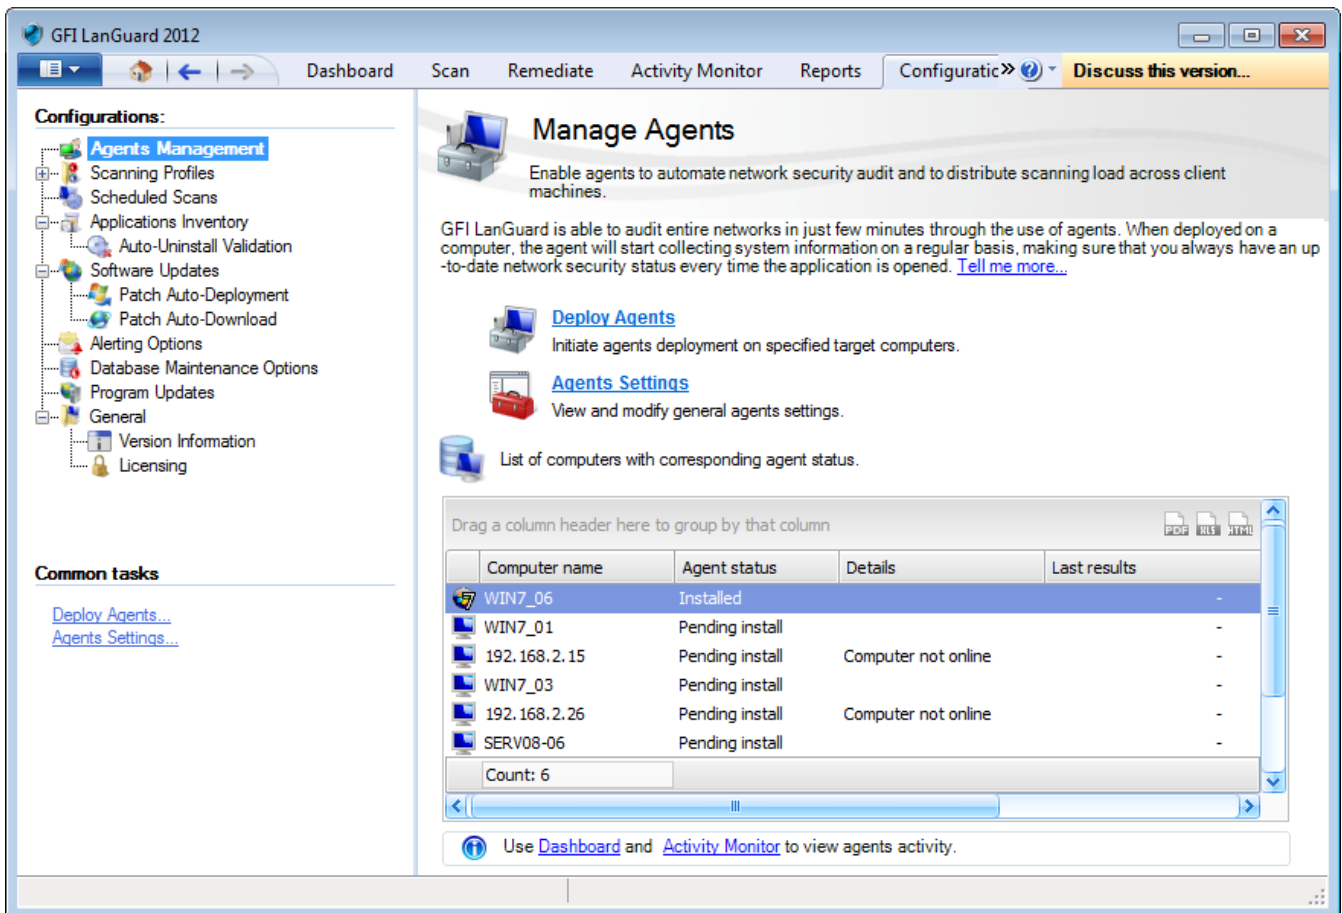 GFI LanGuard 2012
Dashboard Scan Remediate Activity Monitor Reports Configuratic» Discuss this version...
Configurations:
Agents Management
Scanning Profiles
Scheduled Scans
Applications Inventory
Auto-Uninstall Validation
Software Updates
Patch Auto-Deployment
Patch Auto-Download
Alerting Options
Database Maintenance Options
Program Updates
General
Version Information
Licensing
Common tasks
Deploy Agents...
Agents Settings...
Manage Agents
Enable agents to automate network security audit and to distribute scanning load across client
machines.
GFI LanGuard is able to audit entire networks in just few minutes through the use of agents. When deployed on a
computer, the agent will start collecting system information on a regular basis, making sure that you always have an up
-to-date network security status every time the application is opened. Tell me more...
Deploy Agents
Initiate agents deployment on specified target computers.
Agents Settings
View and modify general agents settings.
List of computers with corresponding agent status.
Drag a column header here to group by that column PDF XLS HTML
Computer name Agent status Details Last results
WIN7_06 Installed -
WIN7_01 Pending install -
192.168.2.15 Pending install Computer not online -
WIN7_03 Pending install -
192.168.2.26 Pending install Computer not online -
SERV08-06 Pending install -
Count: 6
Use Dashboard and Activity Monitor to view agents activity.